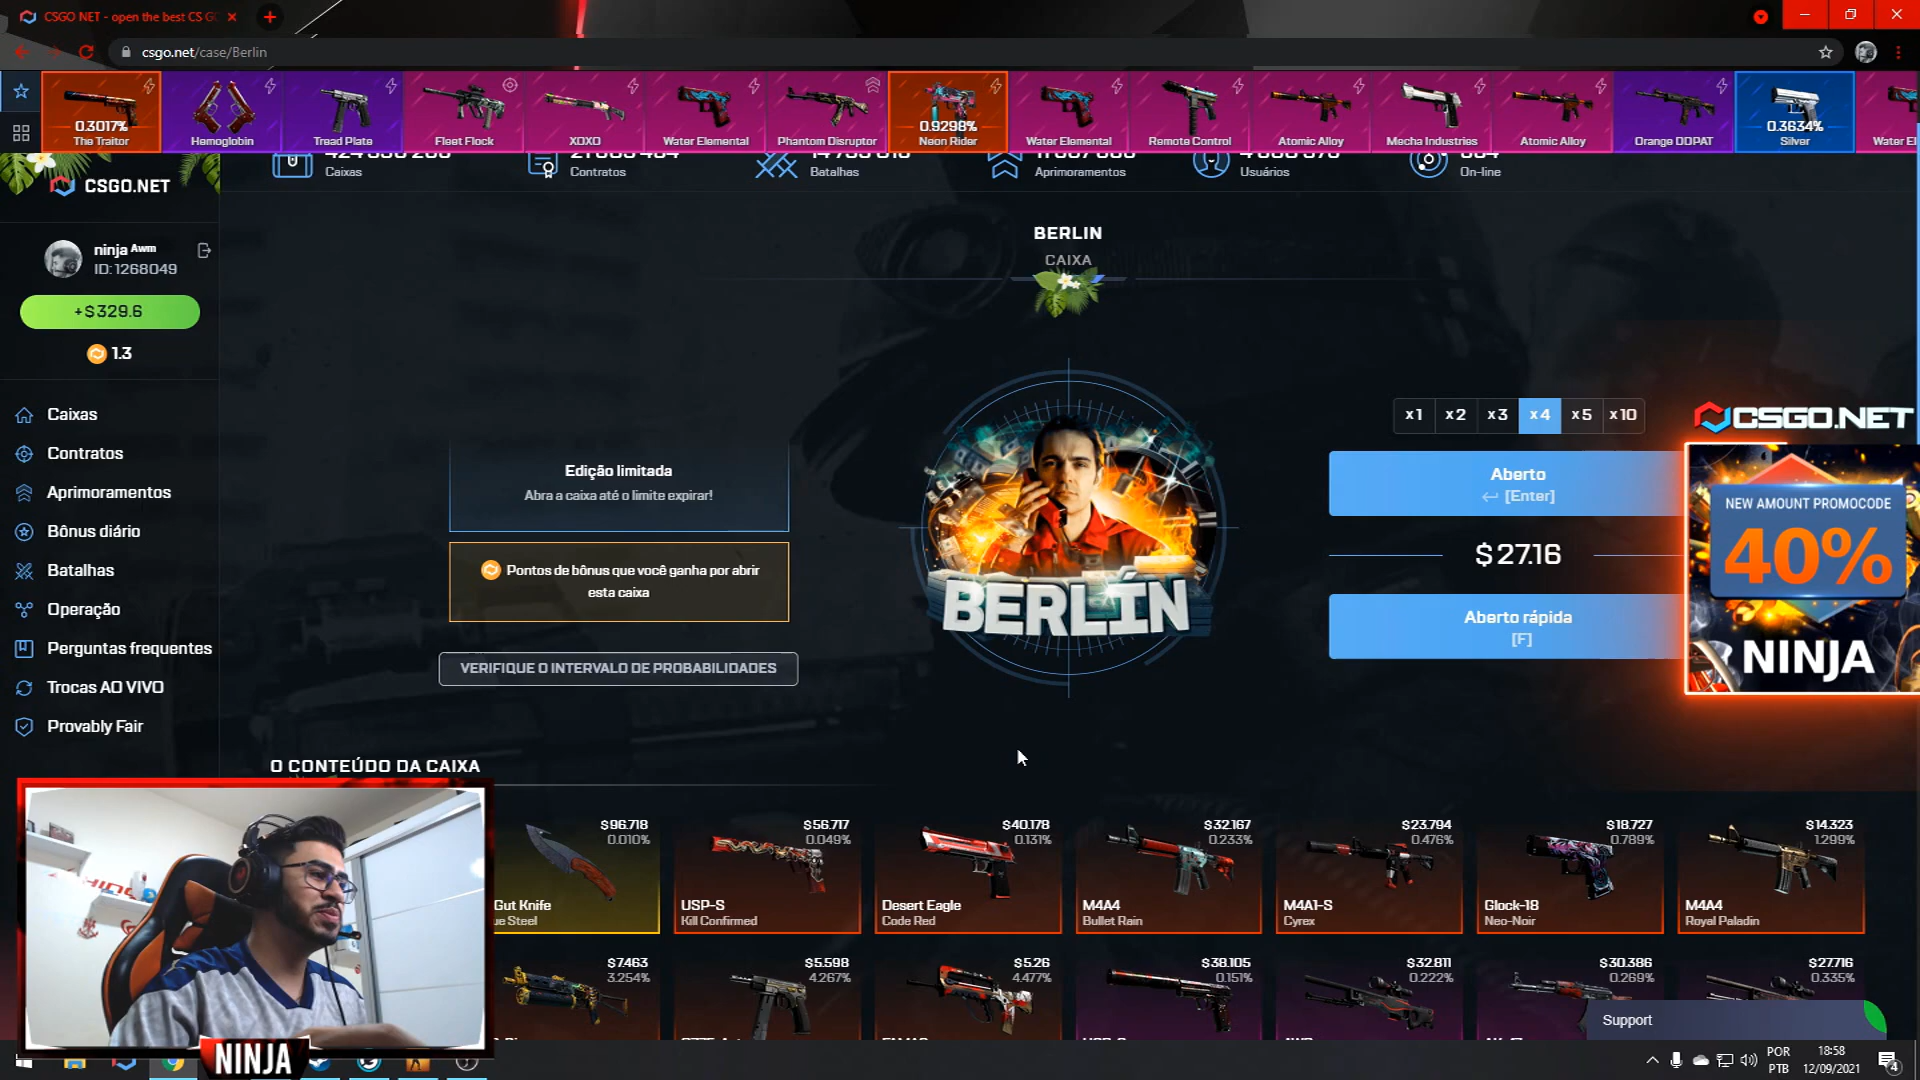 CSGO NET - open the best CS GO
csgo.net/case/Berlin
0.3017%
The Traitor
Hemoglobin
Tread Plate
Fleet Flock
XOXO
Water Elemental
Phantom Disruptor
0.9298%
Neon Rider
Water Elemental
Remote Control
Atomic Alloy
Mecha Industries
Atomic Alloy
Orange DDPAT
0.3634%
Silver
Water El
CSGO.NET
Caixas
Contratos
Batalhas
Aprimoramentos
Usuários
On-line
ninja Awm
ID: 1268049
+$329.6
1.3
Caixas
Contratos
Aprimoramentos
Bônus diário
Batalhas
Operação
Perguntas frequentes
Trocas AO VIVO
Provably Fair
BERLIN
CAIXA
Edição limitada
Abra a caixa até o limite expirar!
Pontos de bônus que você ganha por abrir
esta caixa
VERIFIQUE O INTERVALO DE PROBABILIDADES
BERLÍN
x1 x2 x3 x4 x5 x10
Aberto
[Enter]
$27.16
Aberto rápida
[F]
CSGO.NET
NEW AMOUNT PROMOCODE
40%
NINJA
O CONTEÚDO DA CAIXA
$96.718
0.010%
Gut Knife
ue Steel
$56.717
0.049%
USP-S
Kill Confirmed
$40.178
0.131%
Desert Eagle
Code Red
$32.167
0.233%
M4A4
Bullet Rain
$23.794
0.476%
M4A1-S
Cyrex
$18.727
0.789%
Glock-18
Neo-Noir
$14.323
1.299%
M4A4
Royal Paladin
$7.463
3.254%
$5.598
4.267%
$5.26
4.477%
$38.105
0.151%
$32.811
0.222%
$30.386
0.269%
$27.716
0.335%
Support
NINJA
POR
PTB
18:58
12/09/2021
4